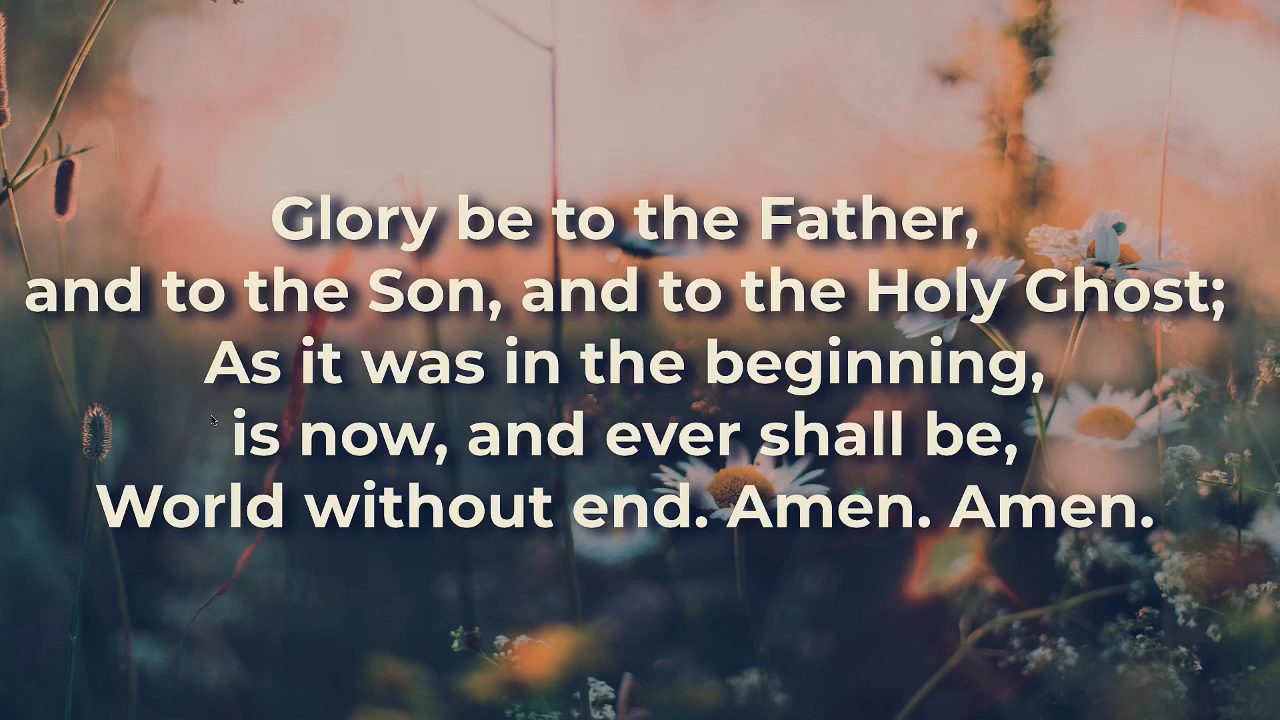 Glory be to the Father,
and to the Son, and to the Holy Ghost;
As it was in the beginning,
is now, and ever shall be,
World without end. Amen. Amen.